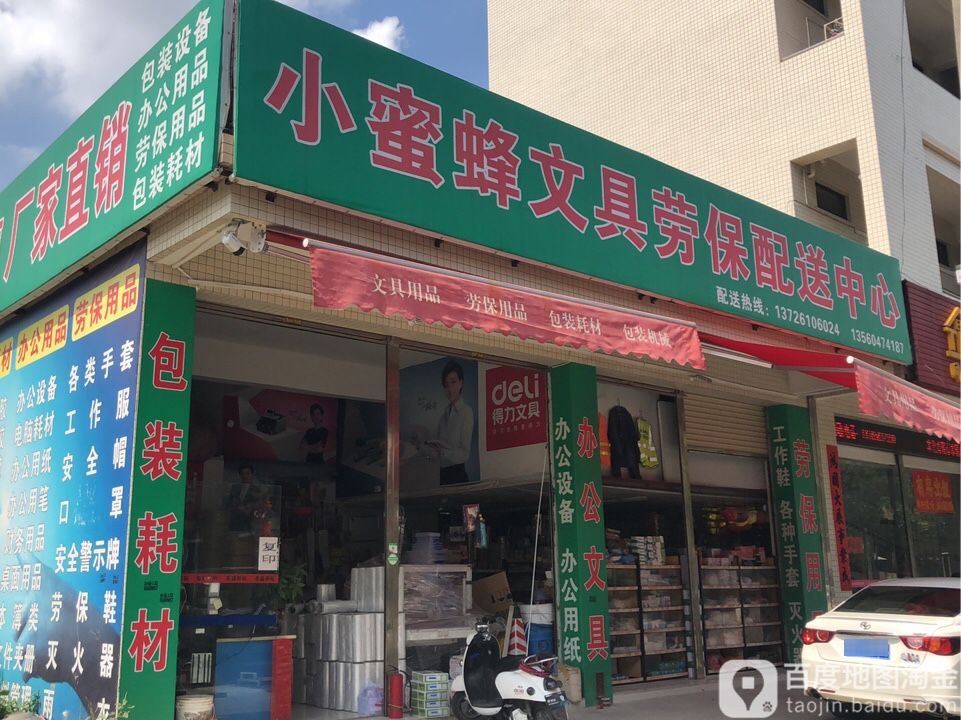 小蜜蜂文具劳保配送中心
配送热线：13726106024 13560474187
厂家直销
包装设备
办公用品
劳保用品
包装耗材
文具用品 劳保用品 包装耗材 包装机械
办公用品 劳保用品
办公设备 各类手套
电脑耗材 工作服
办公用纸 安全帽
办公用笔 口罩
财务用品 安全警示牌
桌面用品 劳保鞋
本簿类 灭火器
文件夹册 雨衣
包装耗材
deli
得力文具
复印
办公设备 办公用纸
办公文具
工作鞋 各种手套 灭火器
劳保用
百度地图淘金
taojin.baidu.com